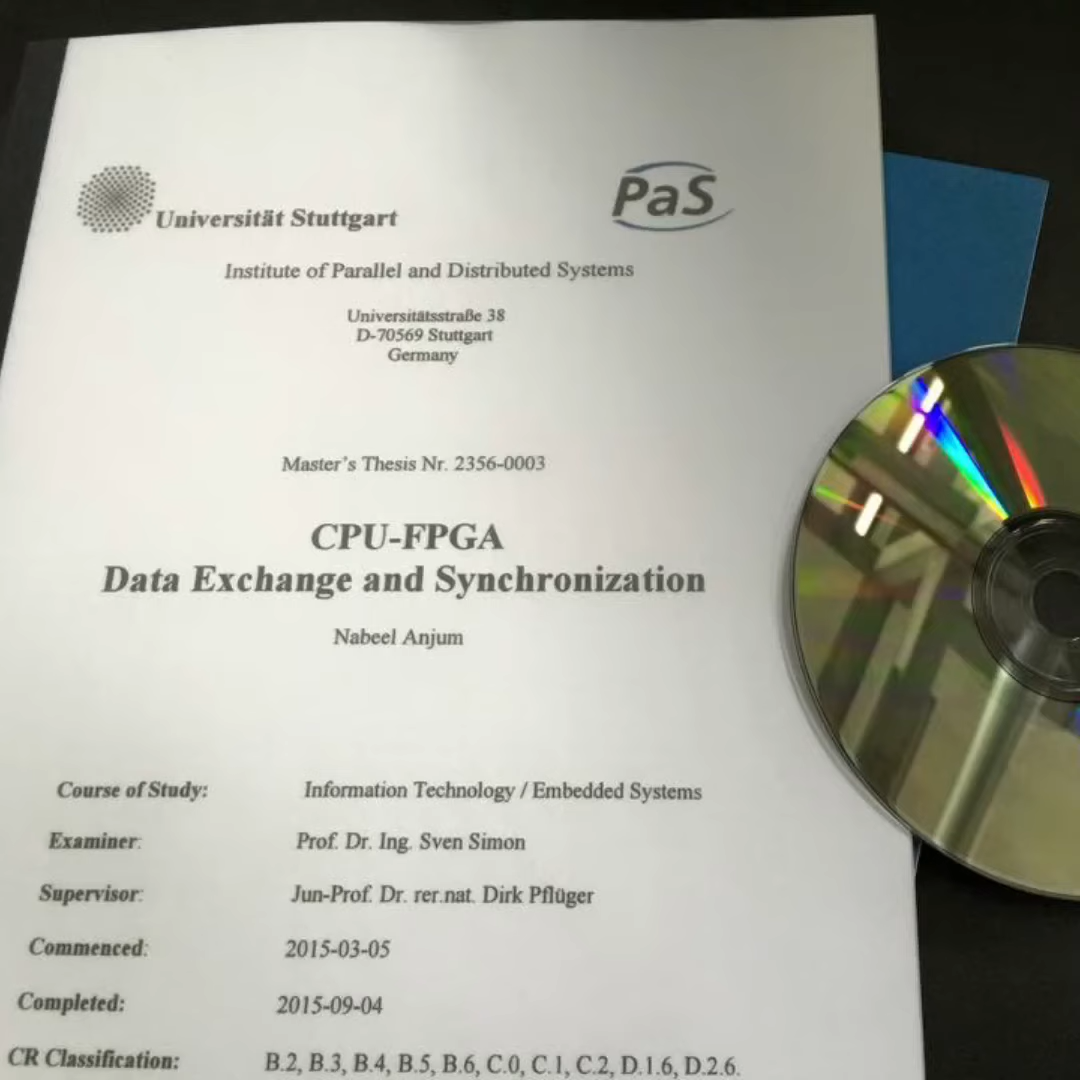 Universität Stuttgart
PaS
Institute of Parallel and Distributed Systems
Universitätsstraße 38
D-70569 Stuttgart
Germany
Master's Thesis Nr. 2356-0003
CPU-FPGA
Data Exchange and Synchronization
Nabeel Anjum
Course of Study: Information Technology / Embedded Systems
Examiner: Prof. Dr. Ing. Sven Simon
Supervisor: Jun-Prof. Dr. rer.nat. Dirk Pflüger
Commenced: 2015-03-05
Completed: 2015-09-04
CR Classification: B.2, B.3, B.4, B.5, B.6, C.0, C.1, C.2, D.1.6, D.2.6.